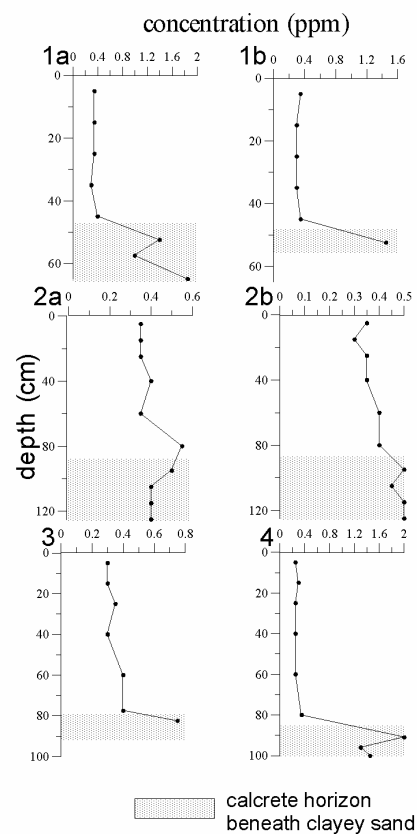 concentration (ppm)
1a
0 0.4 0.8 1.2 1.6 2
0
20
40
60
1b
0 0.4 0.8 1.2 1.6
0
20
40
60
2a
0 0.2 0.4 0.6
0
40
80
120
2b
0 0.1 0.2 0.3 0.4 0.5
0
40
80
120
depth (cm)
3
0 0.2 0.4 0.6 0.8
0
20
40
60
80
100
4
0 0.4 0.8 1.2 1.6 2
0
20
40
60
80
100
calcrete horizon
beneath clayey sand